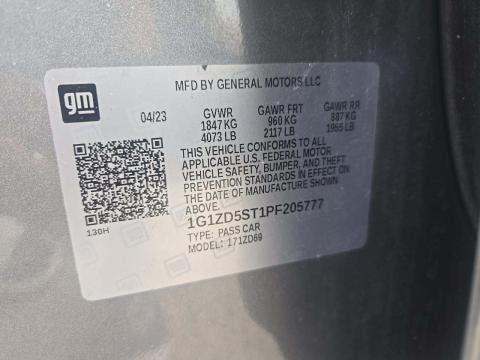 gm
MFD BY GENERAL MOTORS LLC
04/23 GVWR GAWR FRT GAWR RR
1847 KG 960 KG 887 KG
4073 LB 2117 LB 1955 LB
THIS VEHICLE CONFORMS TO ALL
APPLICABLE U.S. FEDERAL MOTOR
VEHICLE SAFETY, BUMPER, AND THEFT
PREVENTION STANDARDS IN EFFECT ON
THE DATE OF MANUFACTURE SHOWN
ABOVE.
1G1ZD5ST1PF205777
TYPE: PASS CAR
MODEL: 171ZD69
130H